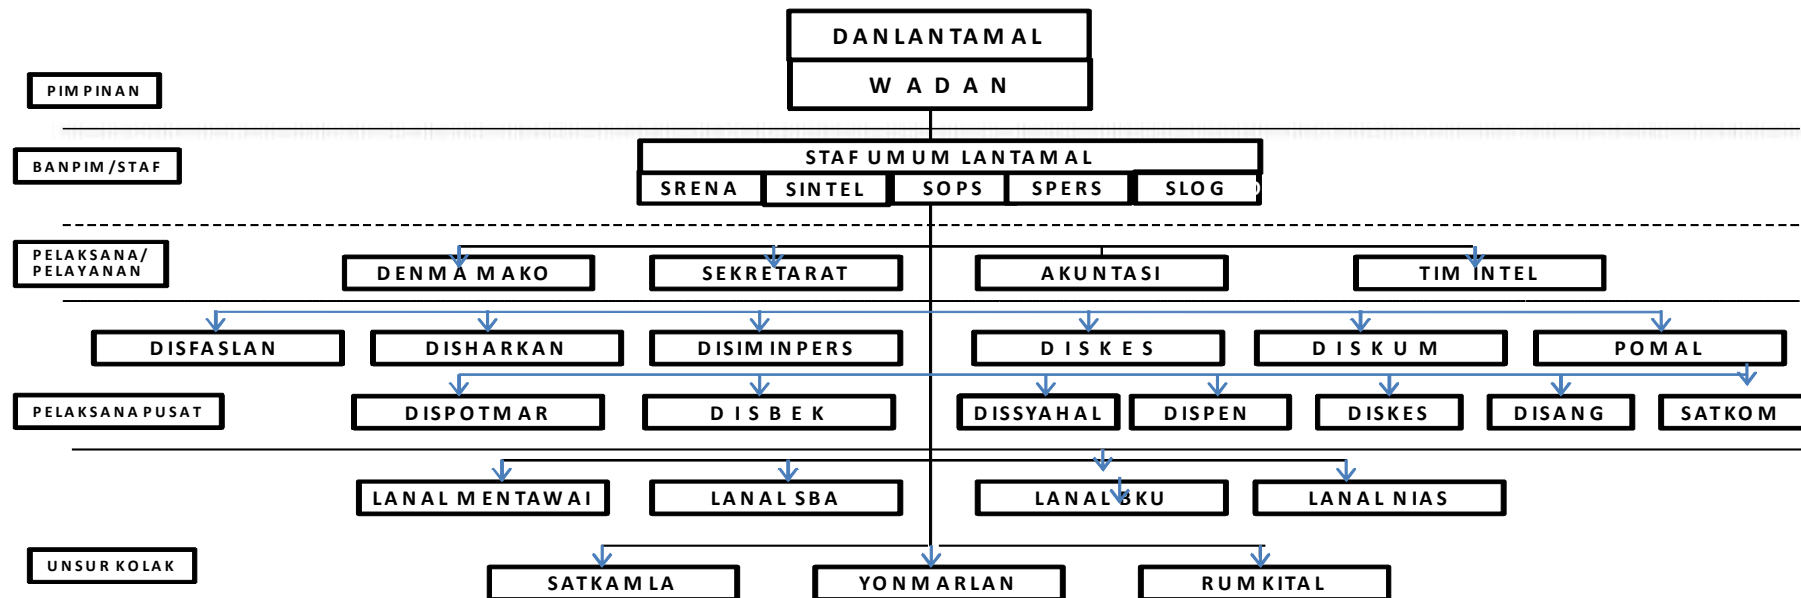 DANLANTAMAL
WADAN
PIMPINAN
BANPIM/STAF
STAF UMUM LANTAMAL
SRENA SINTEL SOPS SPERS SLOG
PELAKSANA/
PELAYANAN
DENMA MAKO SEKRETARAT AKUNTASI TIM INTEL
DISFASLAN DISHARKAN DISIMINPERS DISKES DISKUM POMAL
PELAKSANA PUSAT
DISPOTMAR DISBEK DISSYAHAL DISPEN DISKES DISANG SATKOM
LANAL MENTAWAI LANAL SBA LANAL BKU LANAL NIAS
UNSUR KOLAK
SATKAMLA YONMARLAN RUMKITAL